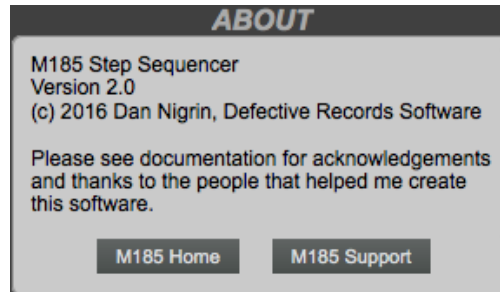 ABOUT
M185 Step Sequencer
Version 2.0
(c) 2016 Dan Nigrin, Defective Records Software
Please see documentation for acknowledgements
and thanks to the people that helped me create
this software.
M185 Home M185 Support